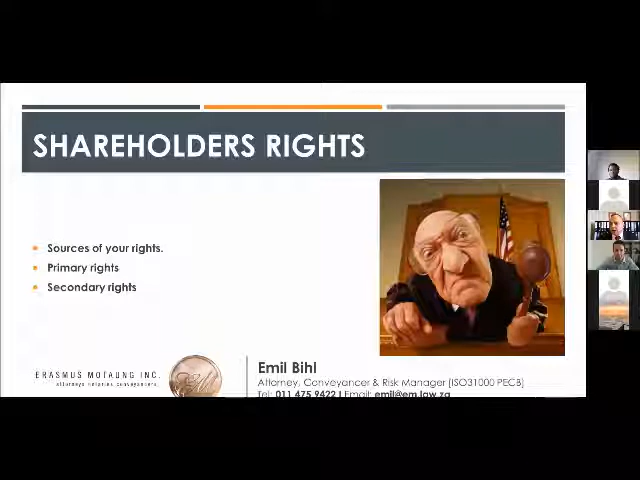 SHAREHOLDERS RIGHTS
Sources of your rights.
Primary rights
Secondary rights
ERASMUS MOTAUNG INC.
attorneys notaries conveyancers.
Emil Bihl
Attorney, Conveyancer & Risk Manager (ISO31000 PECB)
Tel: 011 475 9422 | Email: emil@em.law.za